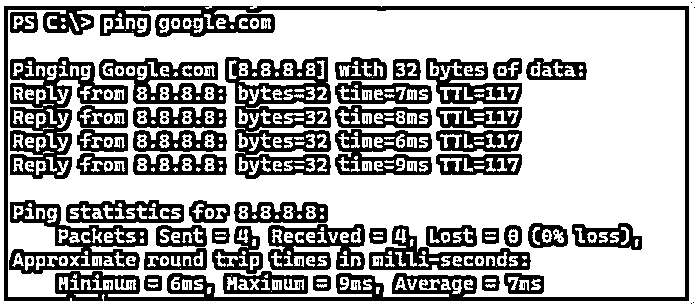 PS C:\> ping google.com
Pinging Google.com [8.8.8.8] with 32 bytes of data:
Reply from 8.8.8.8: bytes=32 time=7ms TTL=117
Reply from 8.8.8.8: bytes=32 time=8ms TTL=117
Reply from 8.8.8.8: bytes=32 time=6ms TTL=117
Reply from 8.8.8.8: bytes=32 time=9ms TTL=117
Ping statistics for 8.8.8.8:
Packets: Sent = 4, Received = 4, Lost = 0 (0% loss),
Approximate round trip times in milli-seconds:
Minimum = 6ms, Maximum = 9ms, Average = 7ms